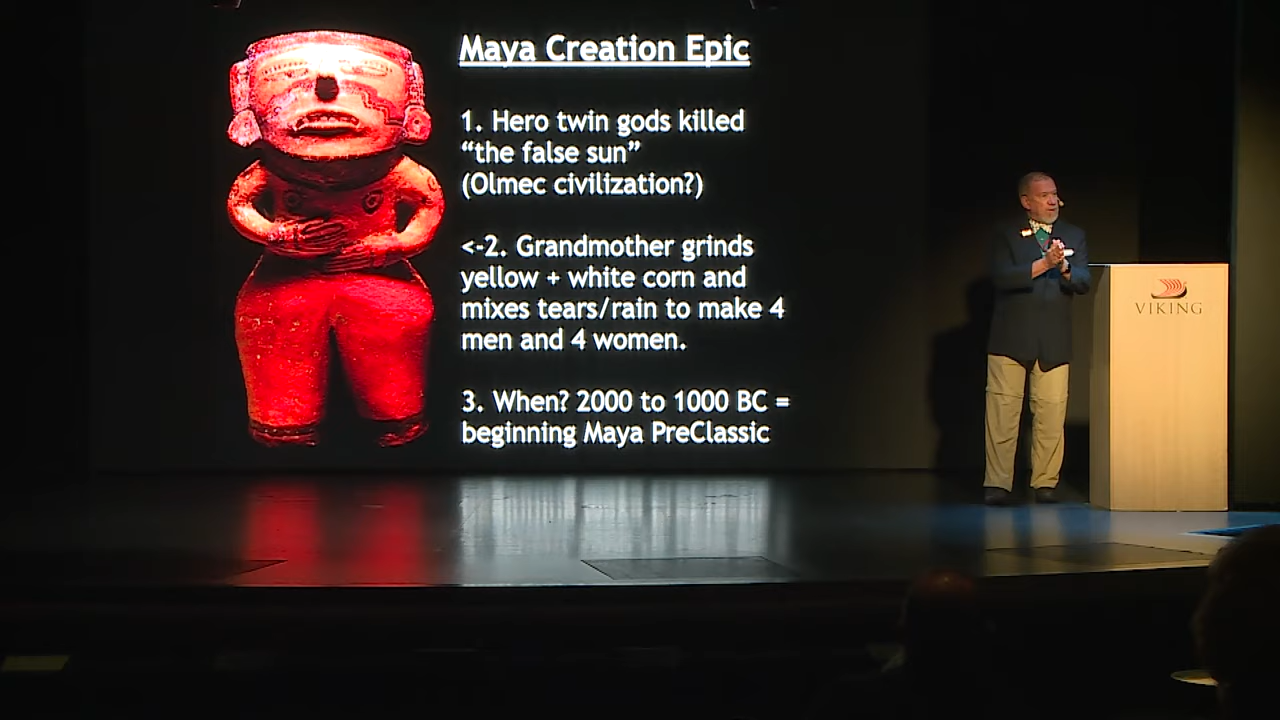 Maya Creation Epic
1. Hero twin gods killed
“the false sun”
(Olmec civilization?)
<-2. Grandmother grinds
yellow + white corn and
mixes tears/rain to make 4
men and 4 women.
3. When? 2000 to 1000 BC =
beginning Maya PreClassic
VIKING